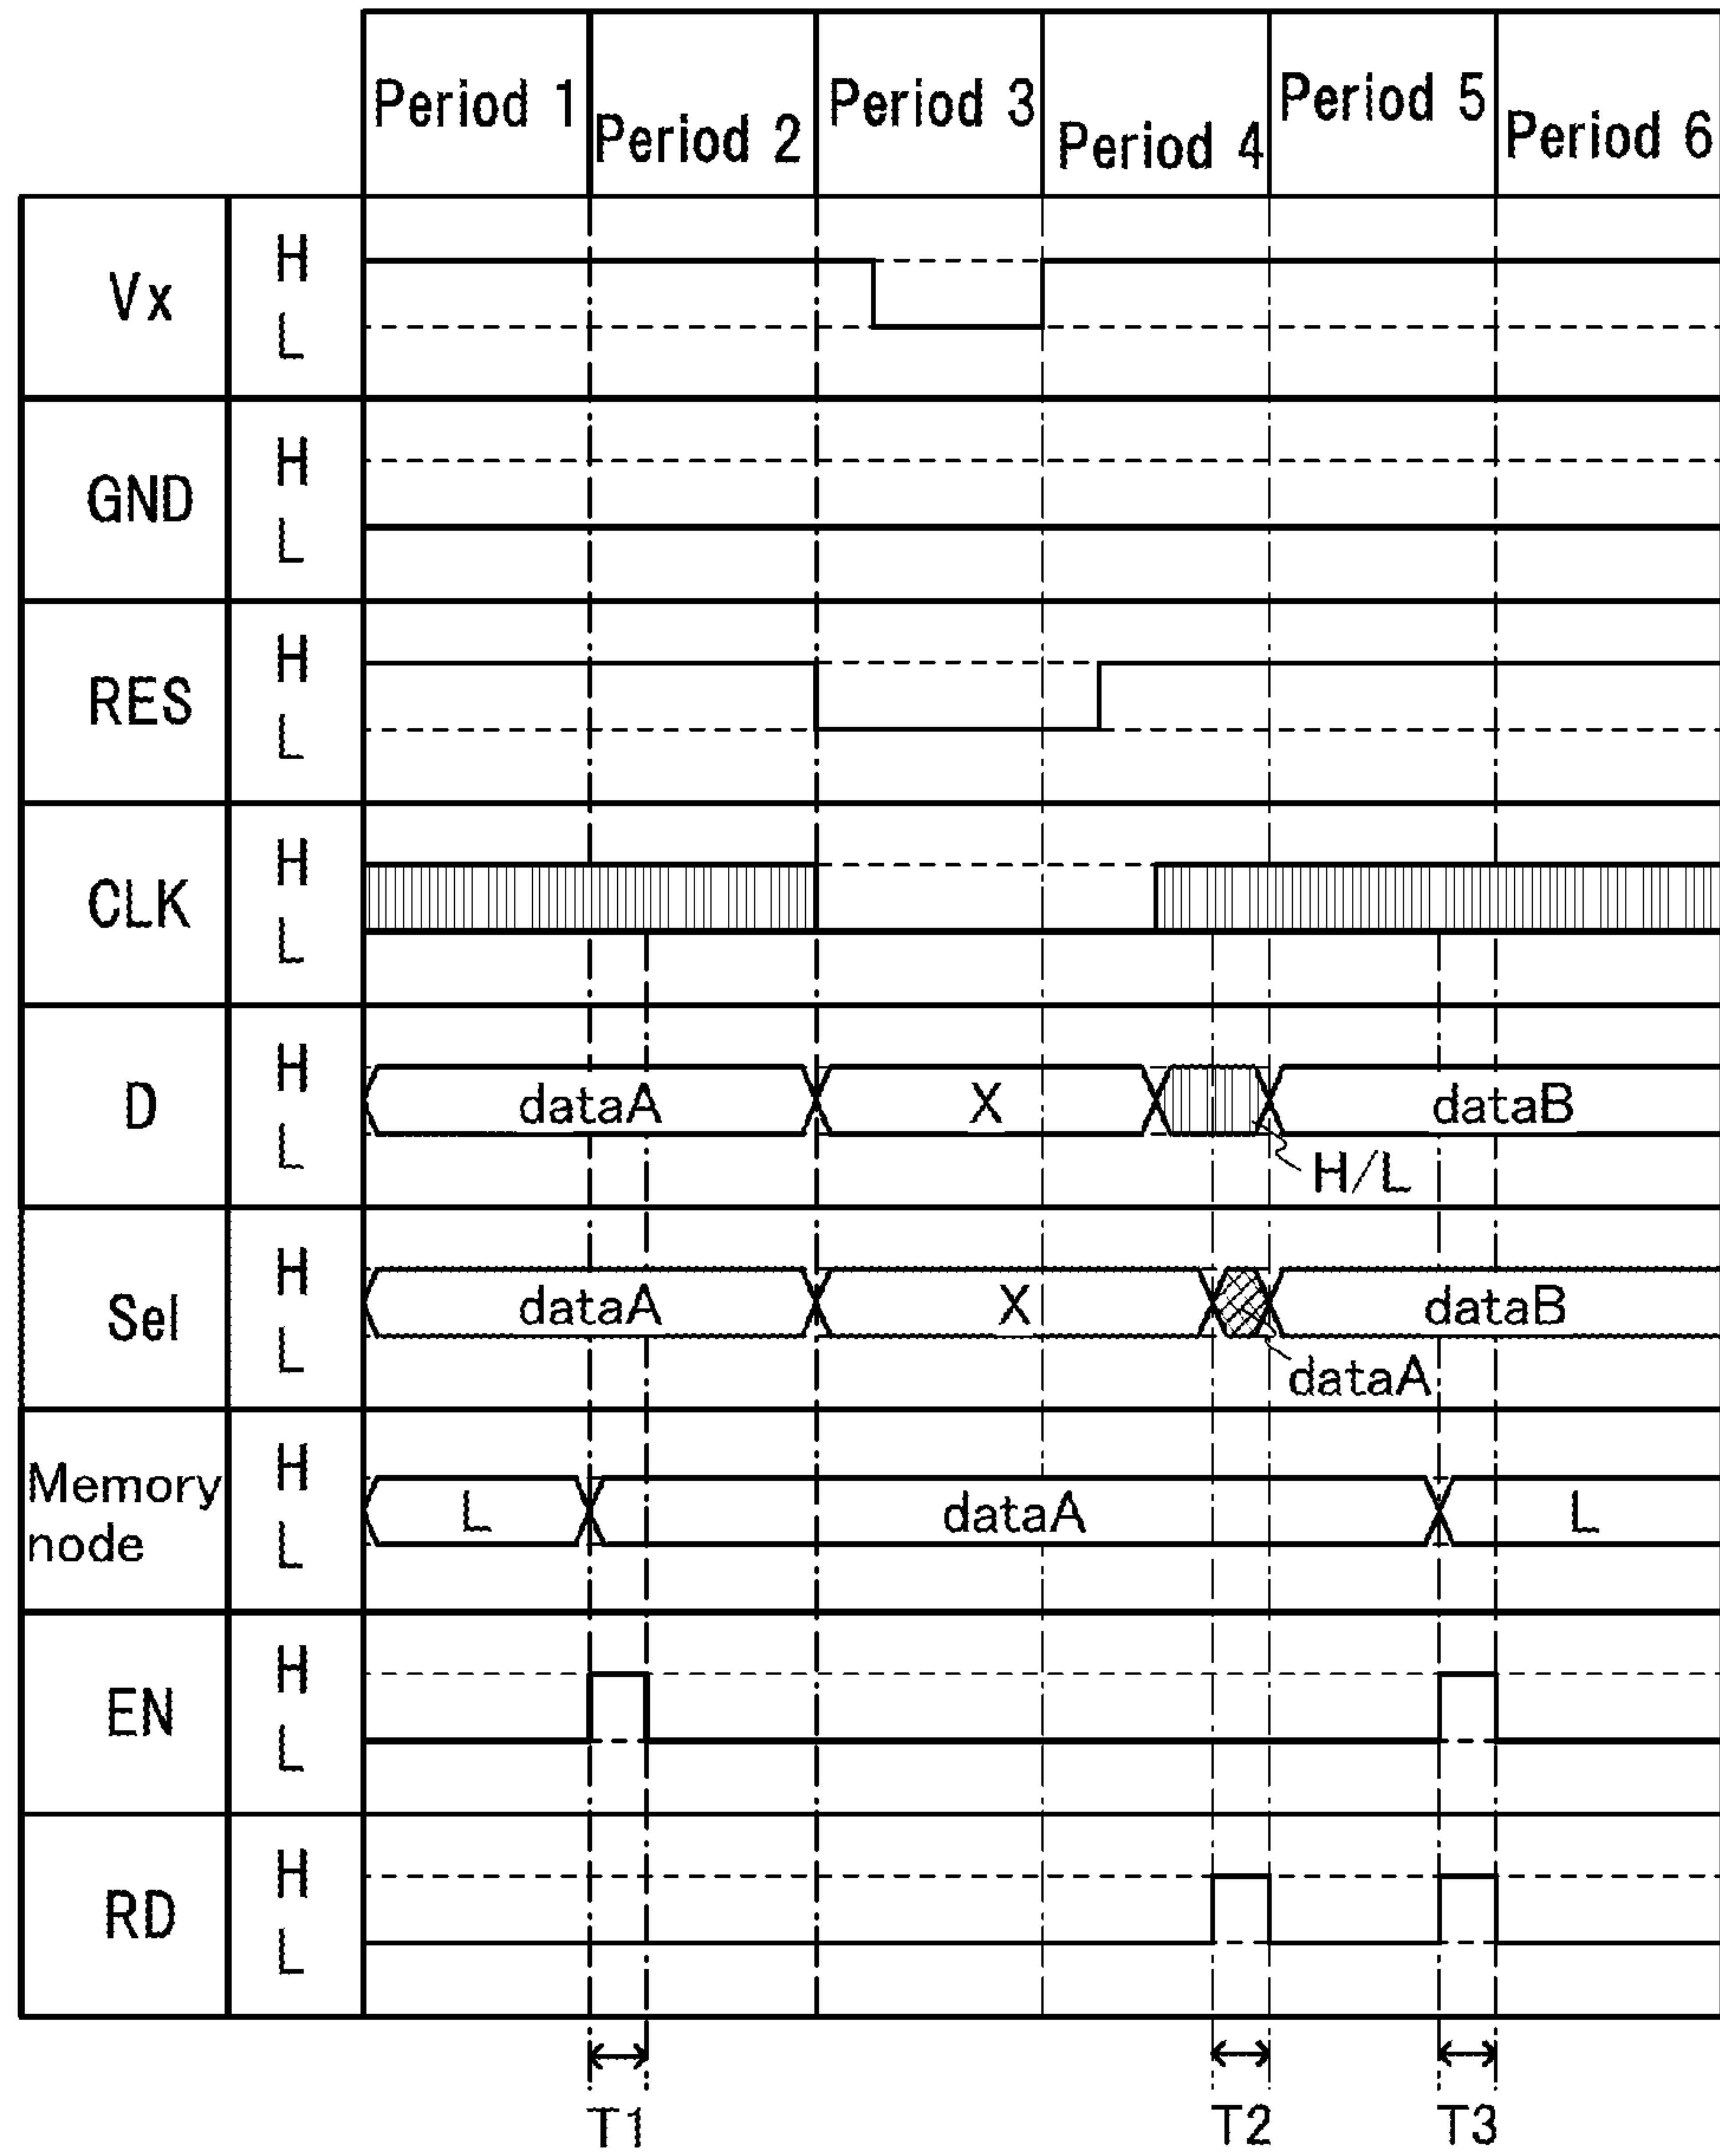 Period 1
Period 2
Period 3
Period 4
Period 5
Period 6
Vx
H
L
GND
H
L
RES
H
L
CLK
H
L
D
H
L
dataA
X
dataB
H/L
Sel
H
L
dataA
X
dataB
dataA
Memory
node
H
L
L
dataA
L
EN
H
L
RD
H
L
T1
T2
T3